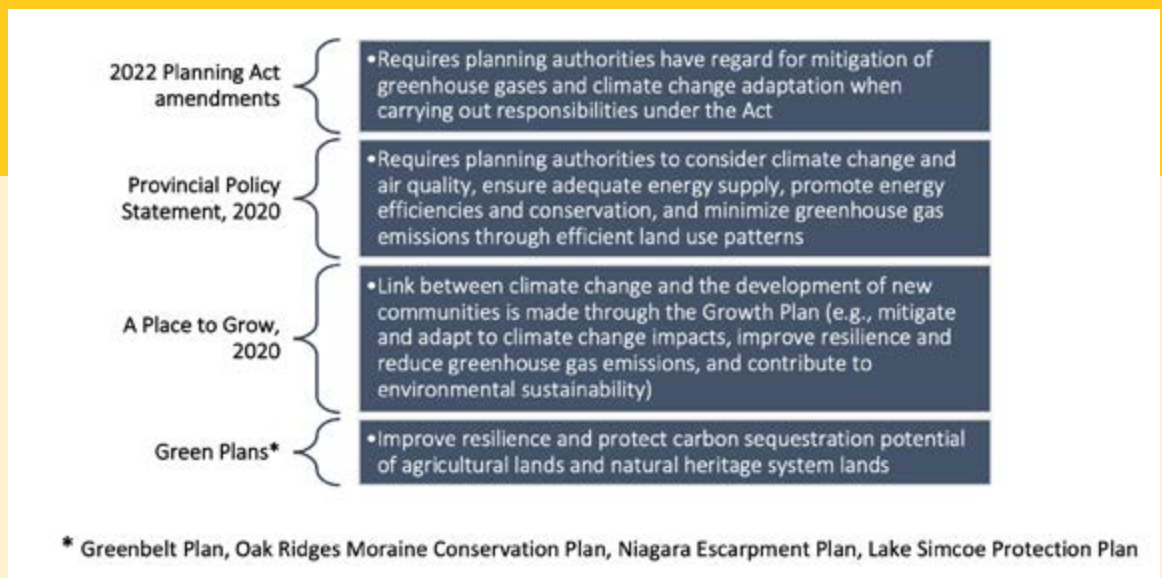 2022 Planning Act
amendments
•Requires planning authorities have regard for mitigation of
greenhouse gases and climate change adaptation when
carrying out responsibilities under the Act
Provincial Policy
Statement, 2020
•Requires planning authorities to consider climate change and
air quality, ensure adequate energy supply, promote energy
efficiencies and conservation, and minimize greenhouse gas
emissions through efficient land use patterns
A Place to Grow,
2020
•Link between climate change and the development of new
communities is made through the Growth Plan (e.g., mitigate
and adapt to climate change impacts, improve resilience and
reduce greenhouse gas emissions, and contribute to
environmental sustainability)
Green Plans*
•Improve resilience and protect carbon sequestration potential
of agricultural lands and natural heritage system lands
* Greenbelt Plan, Oak Ridges Moraine Conservation Plan, Niagara Escarpment Plan, Lake Simcoe Protection Plan